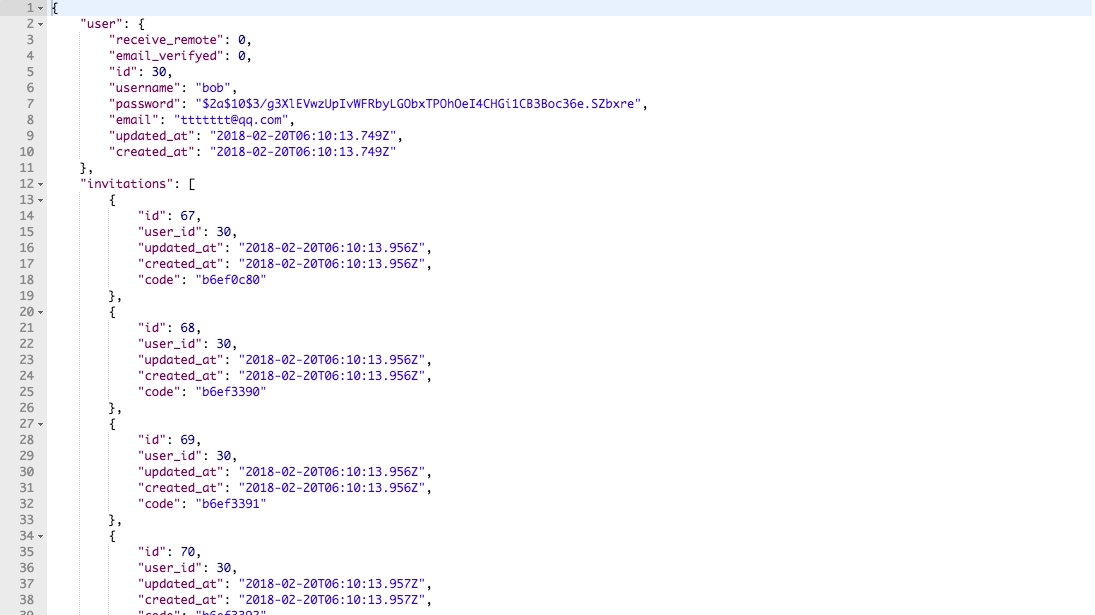 1 {
2 "user": {
3 "receive_remote": 0,
4 "email_verifyed": 0,
5 "id": 30,
6 "username": "bob",
7 "password": "$2a$10$3/g3XlEVwzUpIvWFRbyLGObxTPOhOeI4CHGi1CB3Boc36e.SZbxre",
8 "email": "ttttttt@qq.com",
9 "updated_at": "2018-02-20T06:10:13.749Z",
10 "created_at": "2018-02-20T06:10:13.749Z"
11 },
12 "invitations": [
13 {
14 "id": 67,
15 "user_id": 30,
16 "updated_at": "2018-02-20T06:10:13.956Z",
17 "created_at": "2018-02-20T06:10:13.956Z",
18 "code": "b6ef0c80"
19 },
20 {
21 "id": 68,
22 "user_id": 30,
23 "updated_at": "2018-02-20T06:10:13.956Z",
24 "created_at": "2018-02-20T06:10:13.956Z",
25 "code": "b6ef3390"
26 },
27 {
28 "id": 69,
29 "user_id": 30,
30 "updated_at": "2018-02-20T06:10:13.956Z",
31 "created_at": "2018-02-20T06:10:13.956Z",
32 "code": "b6ef3391"
33 },
34 {
35 "id": 70,
36 "user_id": 30,
37 "updated_at": "2018-02-20T06:10:13.957Z",
38 "created_at": "2018-02-20T06:10:13.957Z",
39 "code": "b6ef3392"